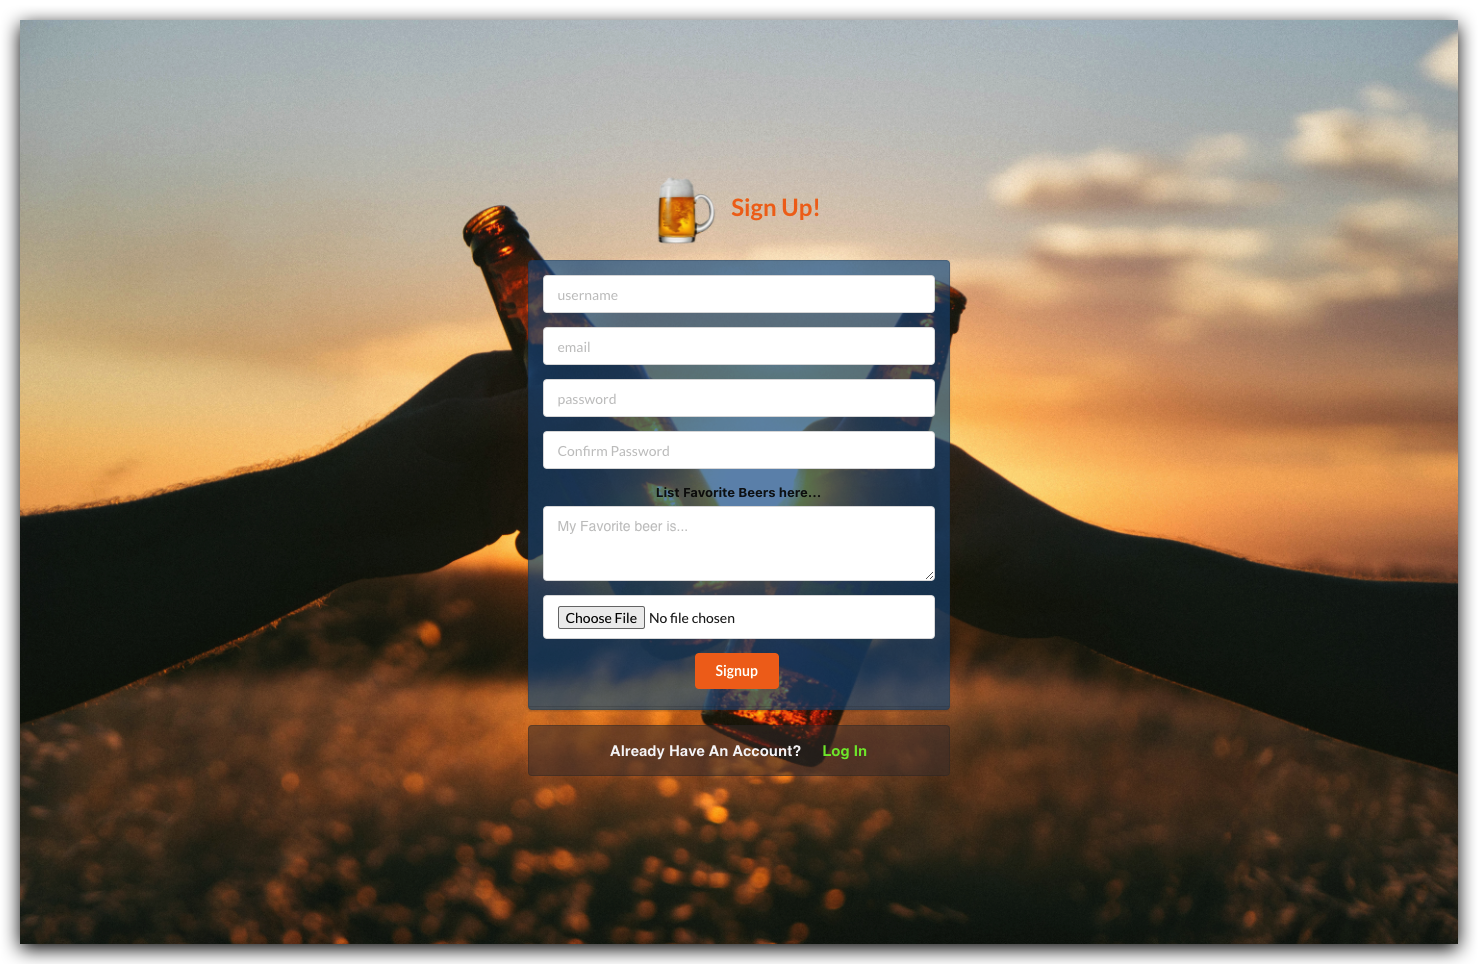 Sign Up!
username
email
password
Confirm Password
List Favorite Beers here...
My Favorite beer is...
Choose File No file chosen
Signup
Already Have An Account? Log In